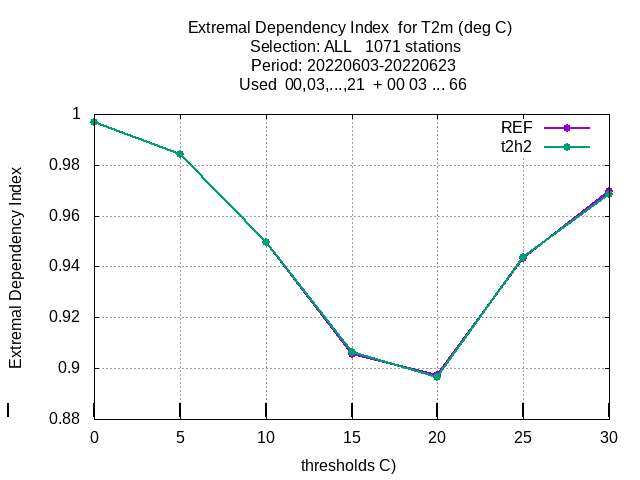 Extremal Dependency Index  for T2m (deg C)
Selection: ALL   1071 stations
Period: 20220603-20220623
Used  00,03,...,21  + 00 03 ... 66
REF
t2h2
1
0.98
0.96
0.94
0.92
0.9
0.88
Extremal Dependency Index
0 5 10 15 20 25 30
thresholds C)